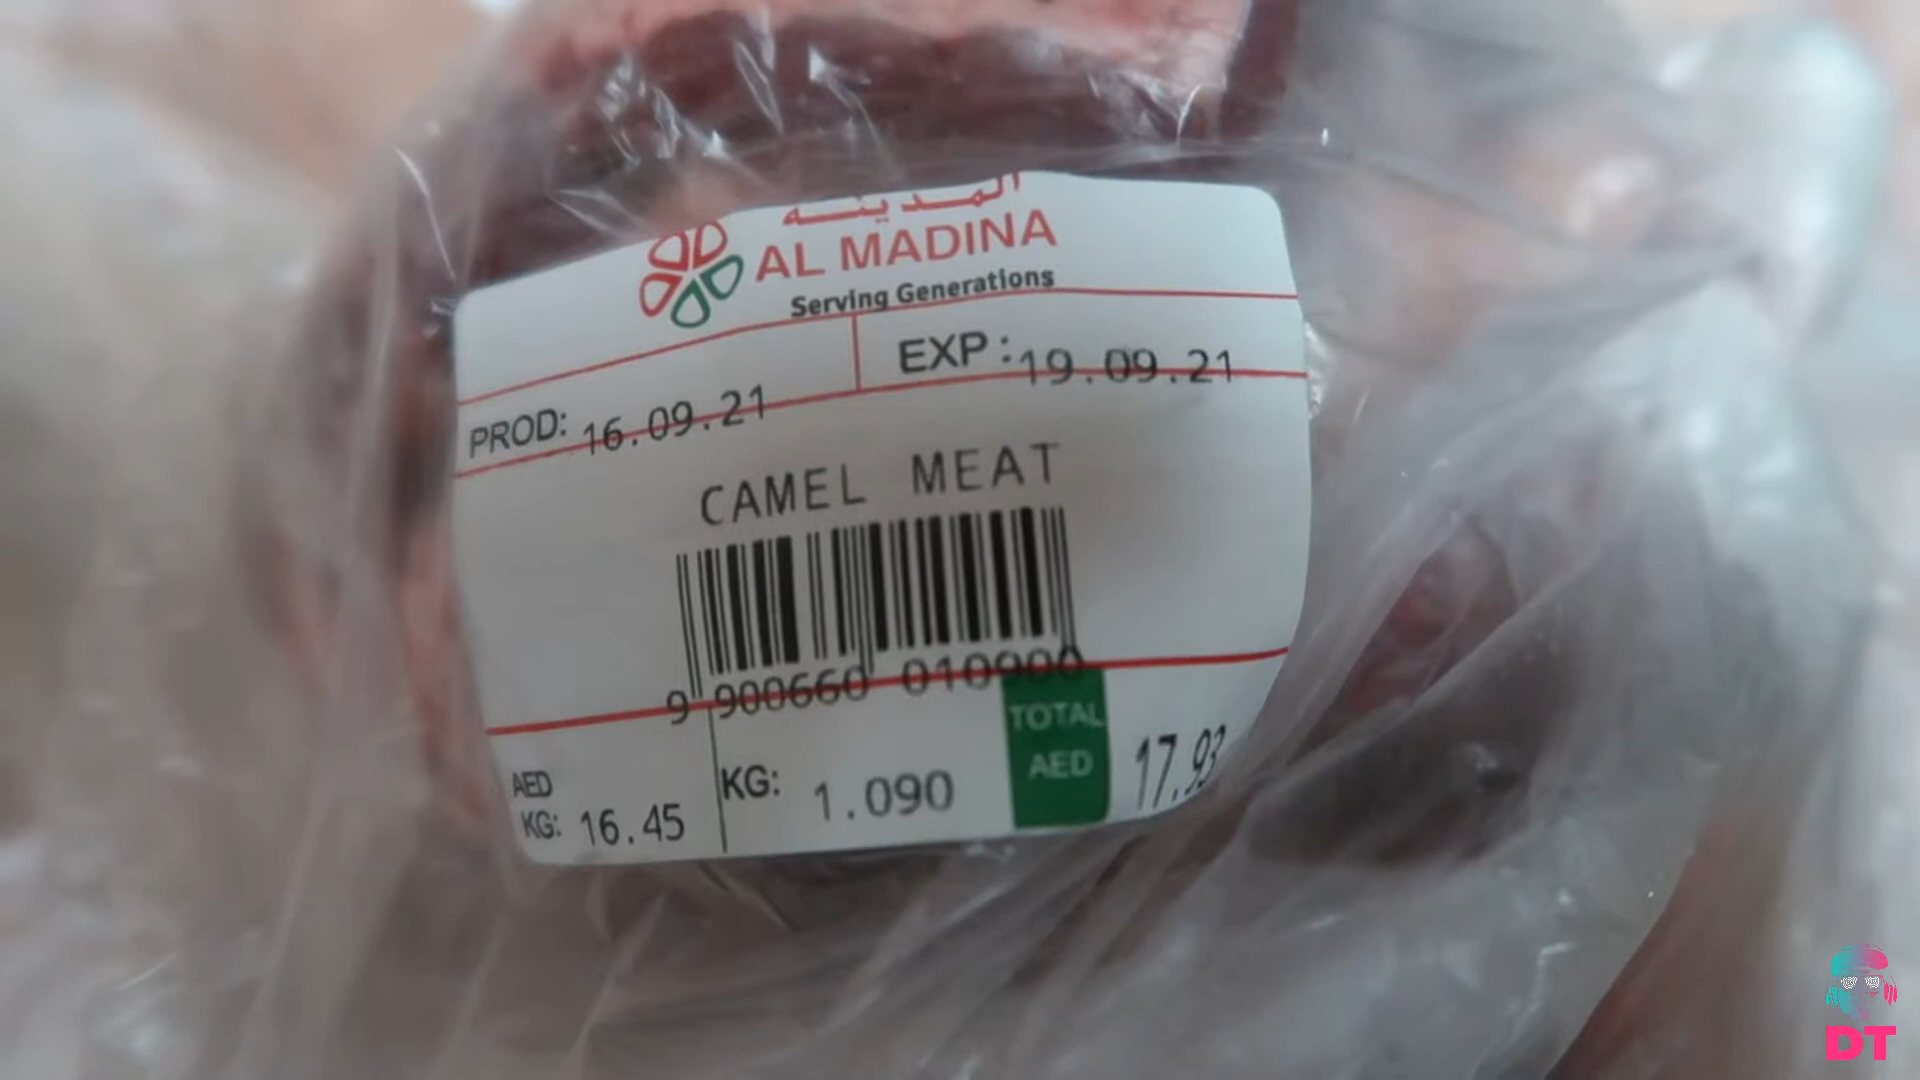 المدينة
AL MADINA
Serving Generations
PROD: 16.09.21
EXP: 19.09.21
CAMEL MEAT
9 900660 010900
AED
KG: 16.45
KG: 1.090
TOTAL
AED
17.93
DT